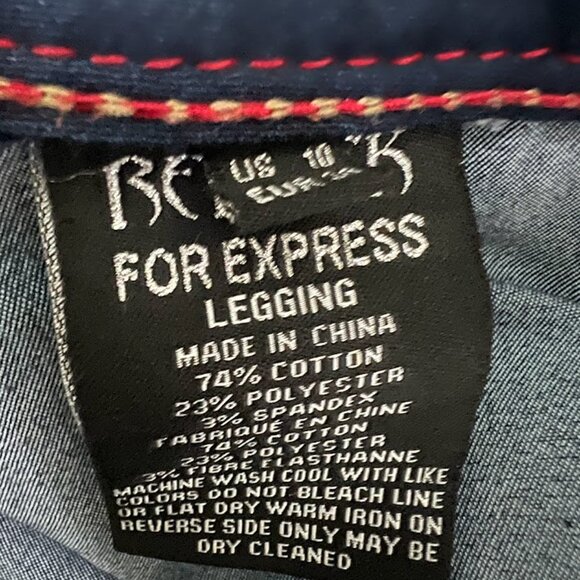 US 10
FOR EXPRESS
LEGGING
MADE IN CHINA
74% COTTON
23% POLYESTER
3% SPANDEX
FABRIQUÉ EN CHINE
74% COTTON
23% POLYESTER
3% FIBRE ELASTHANNE
MACHINE WASH COOL WITH LIKE
COLORS DO NOT BLEACH LINE
OR FLAT DRY WARM IRON ON
REVERSE SIDE ONLY MAY BE
DRY CLEANED